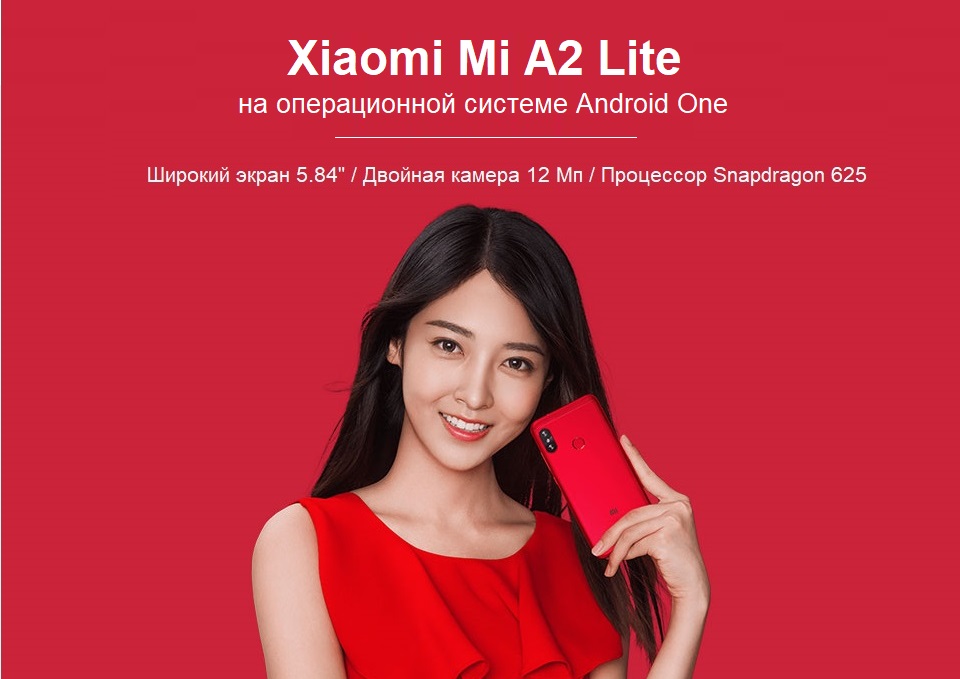 Xiaomi Mi A2 Lite
на операционной системе Android One
Широкий экран 5.84" / Двойная камера 12 Мп / Процессор Snapdragon 625